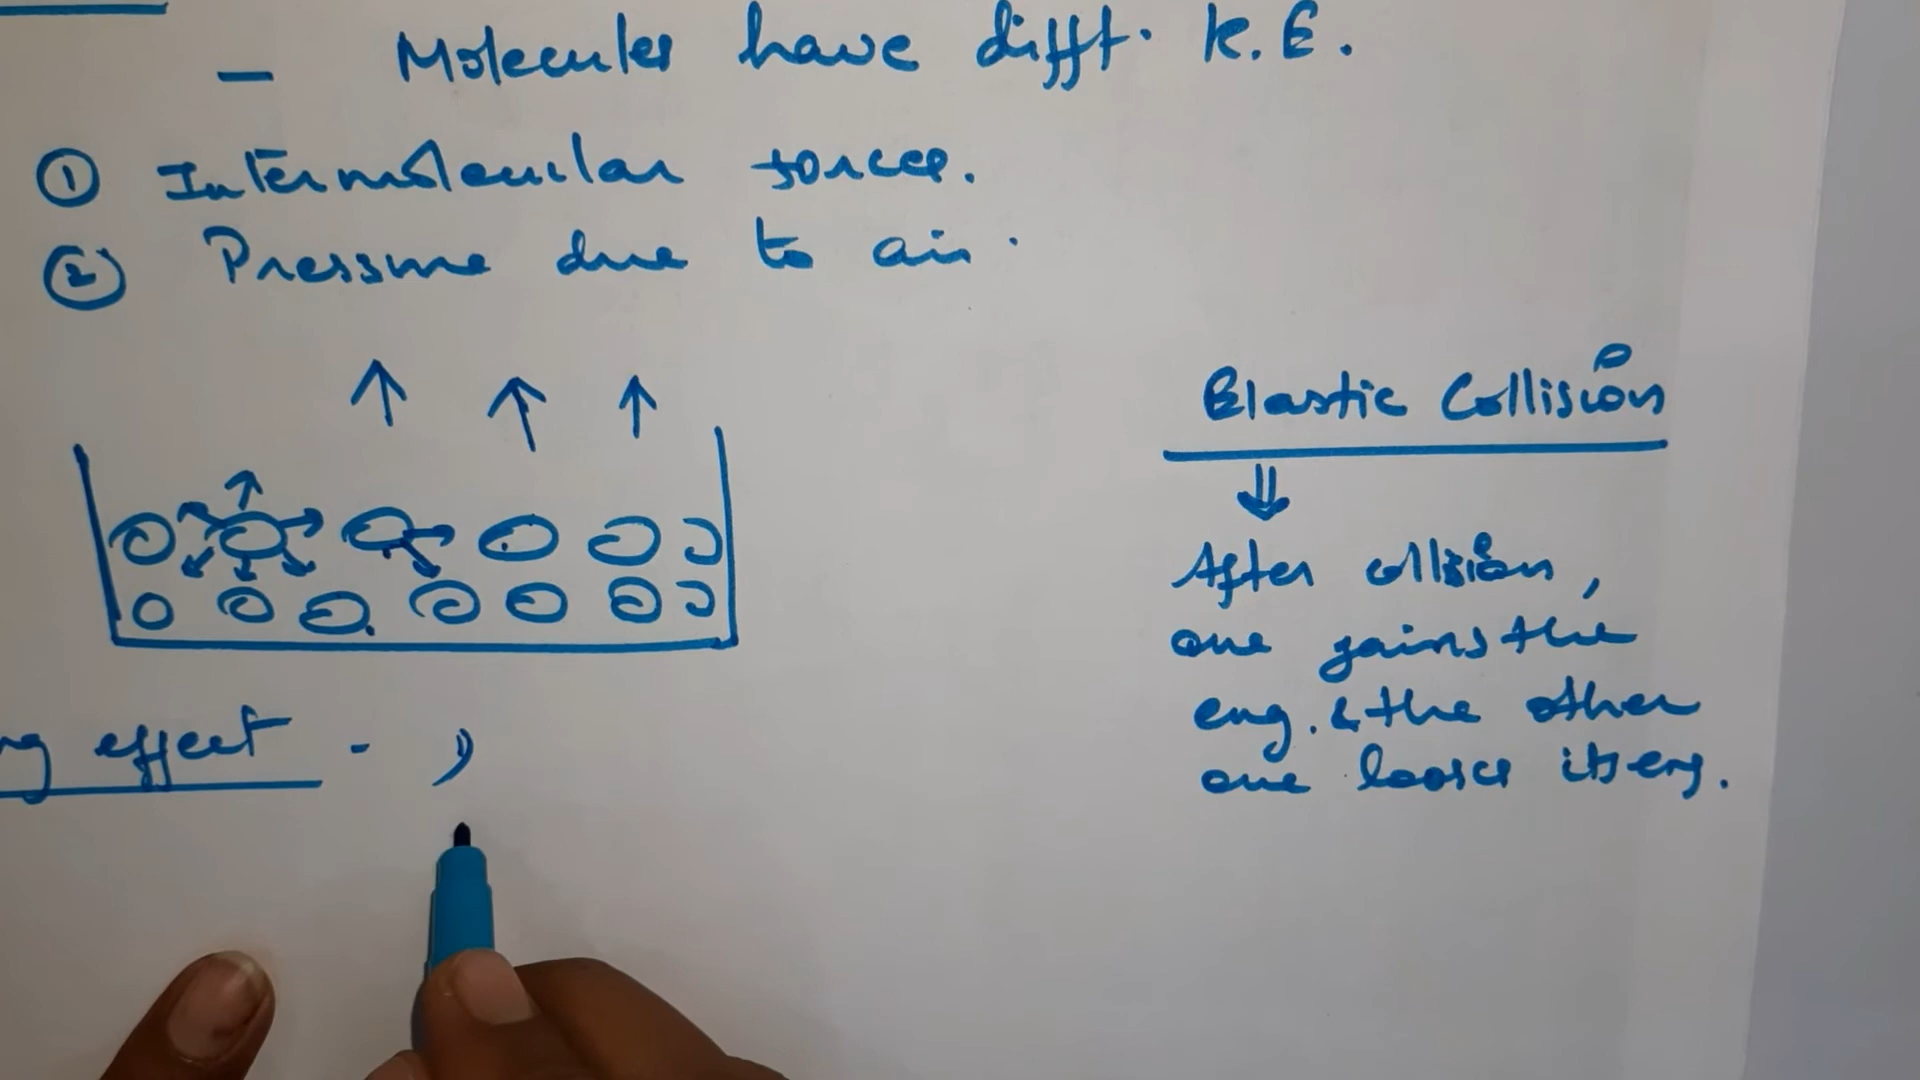 — Molecules have difft. K.E.
① Intermolecular forces.
② Pressure due to air.
Elastic Collision
⇓
After collision,
one gains the
eng. & the other
one looses its eng.
effect -